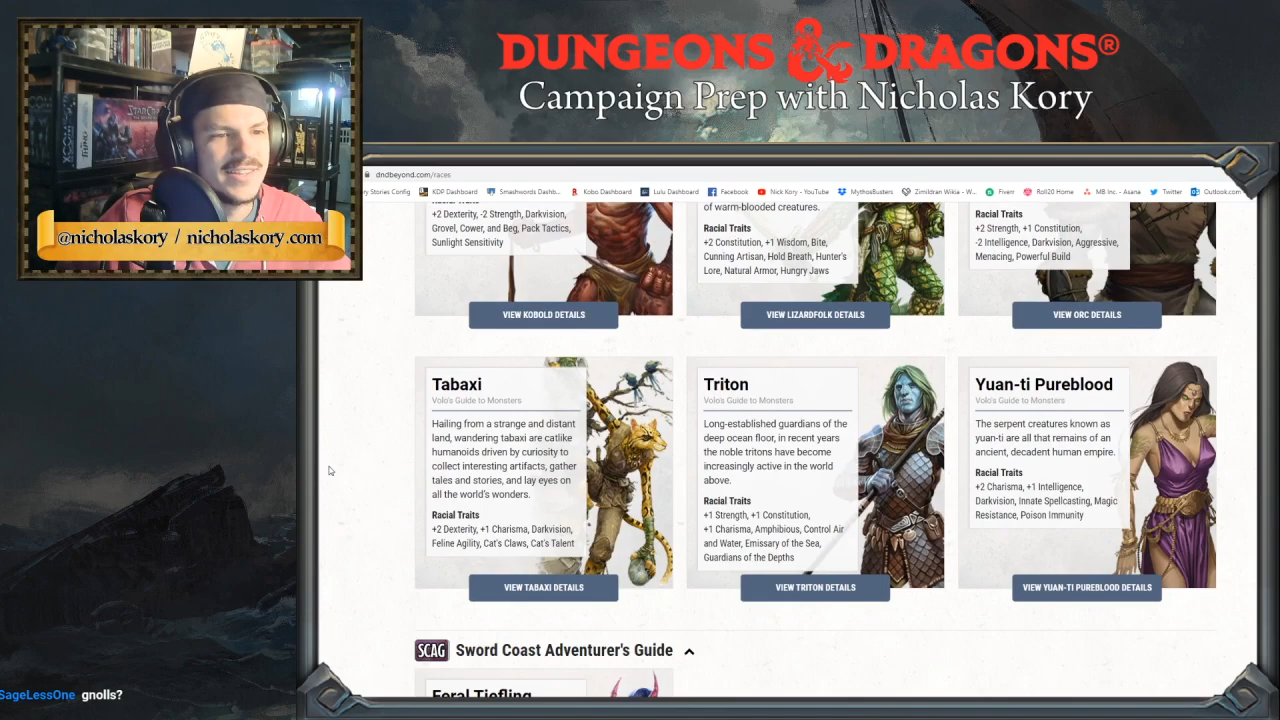 DUNGEONS & DRAGONS®
Campaign Prep with Nicholas Kory
@nicholaskory / nicholaskory.com
XCOM
dndbeyond.com/races
ry Stories Config KDP Dashboard Smashwords Dashb... Kobo Dashboard Lulu Dashboard Facebook Nick Kory - YouTube MythosBusters Zimildran Wikia - W... Fiverr Roll20 Home MB Inc. - Asana Twitter Outlook.com
Racial Traits
+2 Dexterity, -2 Strength, Darkvision,
Grovel, Cower, and Beg, Pack Tactics,
Sunlight Sensitivity
VIEW KOBOLD DETAILS
of warm-blooded creatures.
Racial Traits
+2 Constitution, +1 Wisdom, Bite,
Cunning Artisan, Hold Breath, Hunter's
Lore, Natural Armor, Hungry Jaws
VIEW LIZARDFOLK DETAILS
Racial Traits
+2 Strength, +1 Constitution,
-2 Intelligence, Darkvision, Aggressive,
Menacing, Powerful Build
VIEW ORC DETAILS
Tabaxi
Volo's Guide to Monsters
Hailing from a strange and distant
land, wandering tabaxi are catlike
humanoids driven by curiosity to
collect interesting artifacts, gather
tales and stories, and lay eyes on
all the world's wonders.
Racial Traits
+2 Dexterity, +1 Charisma, Darkvision,
Feline Agility, Cat's Claws, Cat's Talent
VIEW TABAXI DETAILS
Triton
Volo's Guide to Monsters
Long-established guardians of the
deep ocean floor, in recent years
the noble tritons have become
increasingly active in the world
above.
Racial Traits
+1 Strength, +1 Constitution,
+1 Charisma, Amphibious, Control Air
and Water, Emissary of the Sea,
Guardians of the Depths
VIEW TRITON DETAILS
Yuan-ti Pureblood
Volo's Guide to Monsters
The serpent creatures known as
yuan-ti are all that remains of an
ancient, decadent human empire.
Racial Traits
+2 Charisma, +1 Intelligence,
Darkvision, Innate Spellcasting, Magic
Resistance, Poison Immunity
VIEW YUAN-TI PUREBLOOD DETAILS
SCAG Sword Coast Adventurer's Guide
Feral Tiefling
SageLessOne gnolls?